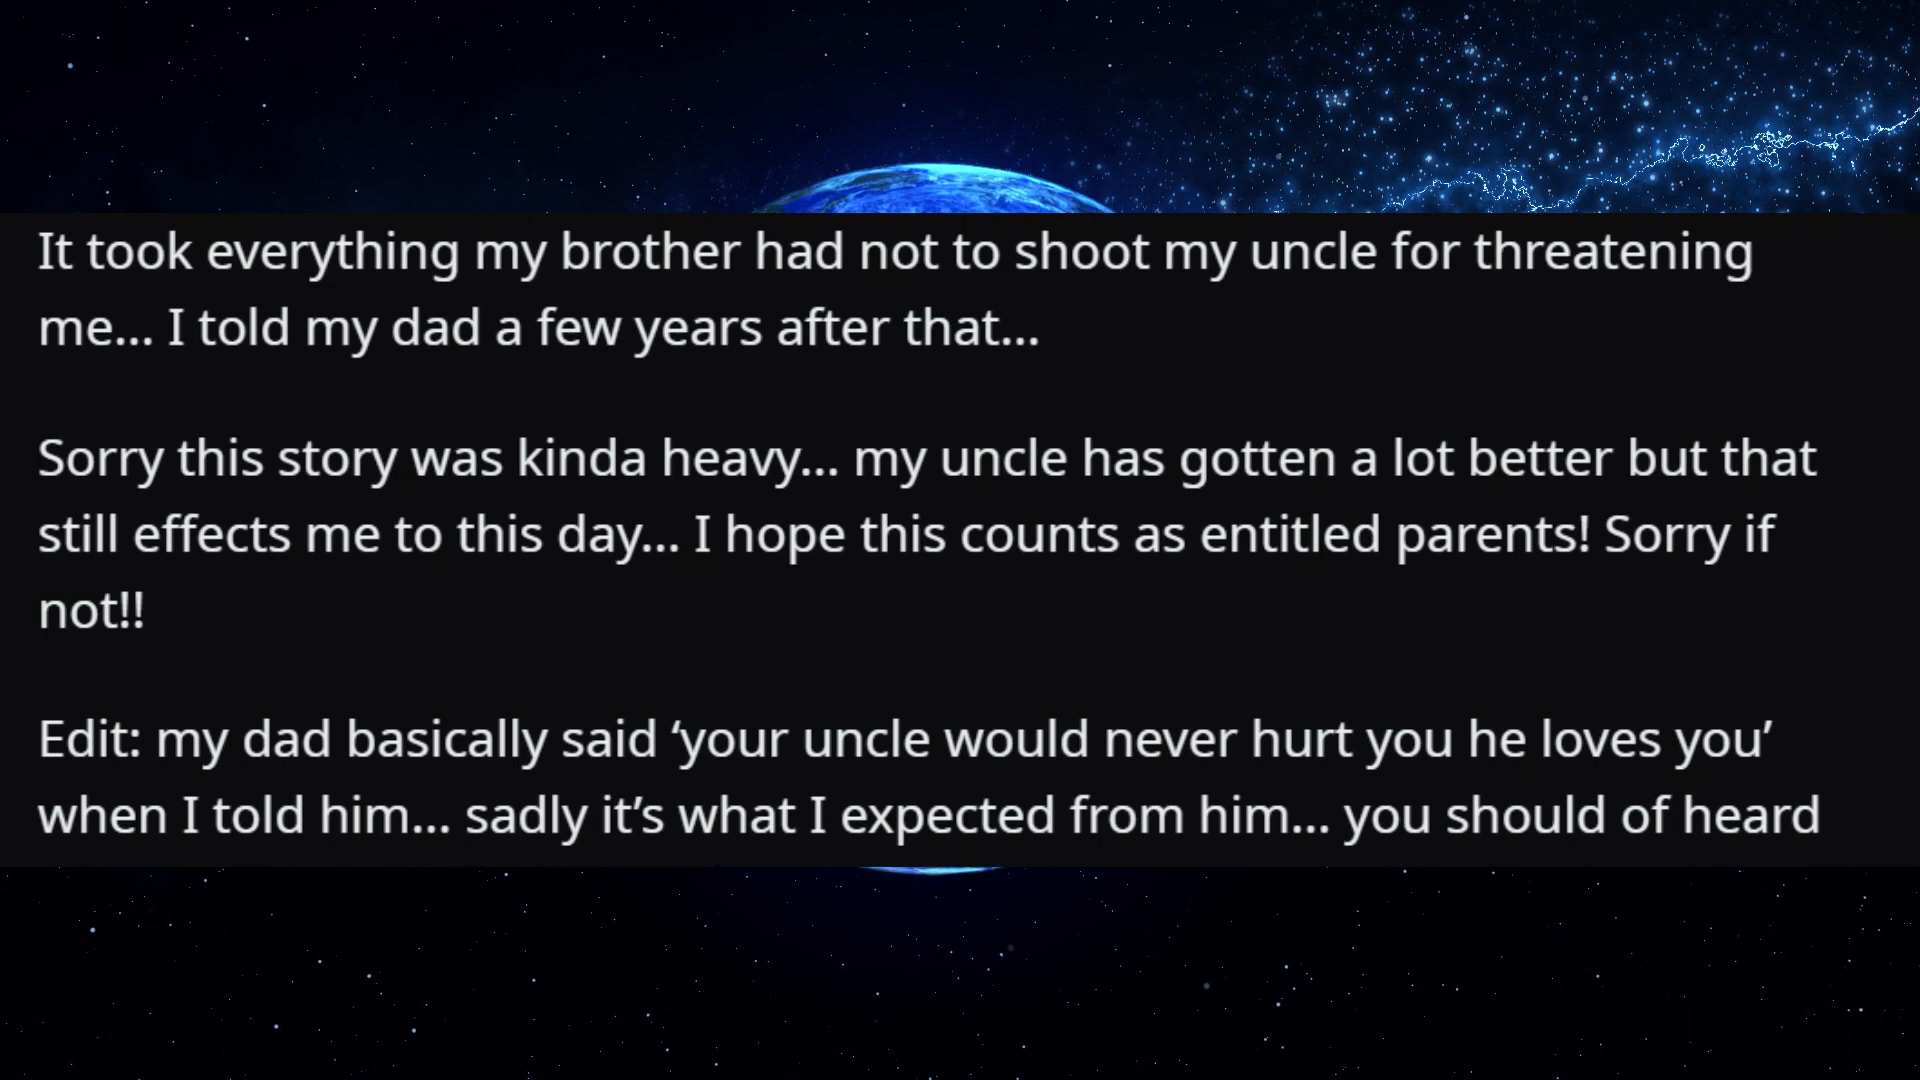 It took everything my brother had not to shoot my uncle for threatening
me... I told my dad a few years after that...
Sorry this story was kinda heavy... my uncle has gotten a lot better but that
still effects me to this day... I hope this counts as entitled parents! Sorry if
not!!
Edit: my dad basically said ‘your uncle would never hurt you he loves you’
when I told him... sadly it’s what I expected from him... you should of heard